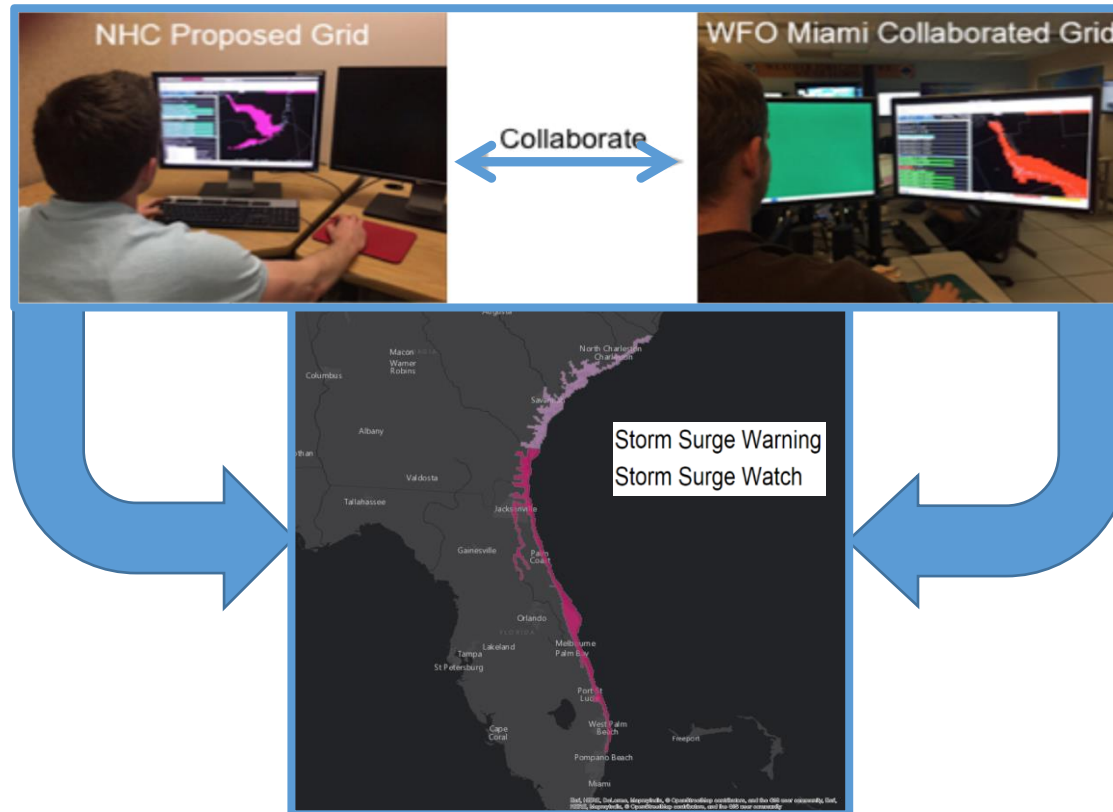 NHC Proposed Grid
WFO Miami Collaborated Grid
Collaborate
North Charleston
Charleston
Macon
Warner
Robins
Columbus
Albany
Valdosta
Tallahassee
Jacksonville
Gainesville
Palm
Coast
Orlando
FLORIDA
Lakeland
Tampa
St Petersburg
Melbourne
Palm Bay
Port St
Lucie
Cape
Coral
West Palm
Beach
Freeport
Pompano Beach
Miami
Storm Surge Warning
Storm Surge Watch